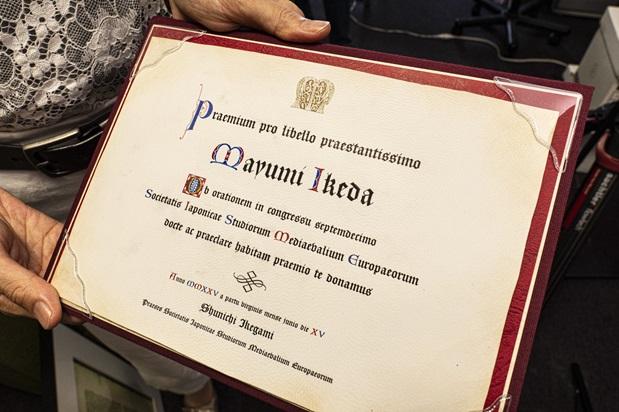 Praemium pro libello praestantissimo
Mayumi Ikeda
Ob orationem in congressu septendecimo
Societatis Iaponicae Studiorum Mediaevalium Europaeorum
docte ac praeclare habitam praemio te donamus
Anno MMXXV a partu virginis mense junio die XV
Shunichi Ikegami
Praeses Societatis Iaponicae Studiorum Mediaevalium Europaeorum